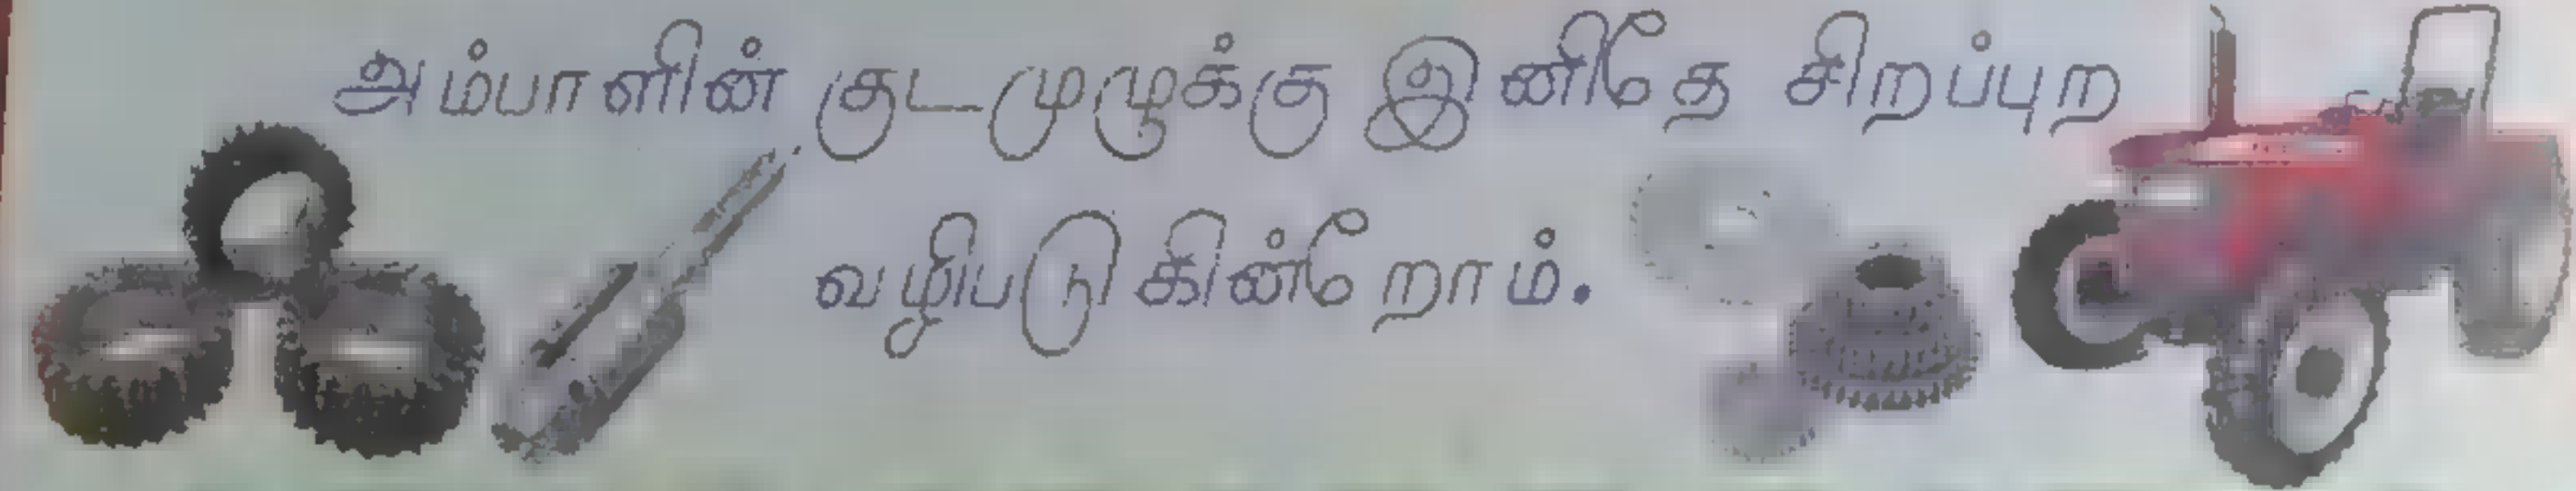 அம்பாளின் குடமுழுக்கு இனிதே சிறப்புற
வழிபடுகின்றோம்.